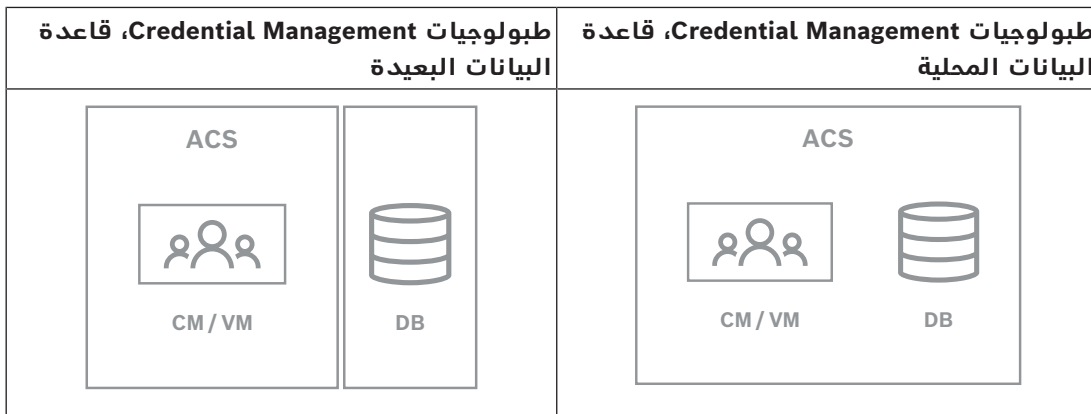 طبولوجيات Credential Management، قاعدة
البيانات المحلية
طبولوجيات Credential Management، قاعدة
البيانات البعيدة
ACS
CM / VM
DB
ACS
CM / VM
DB